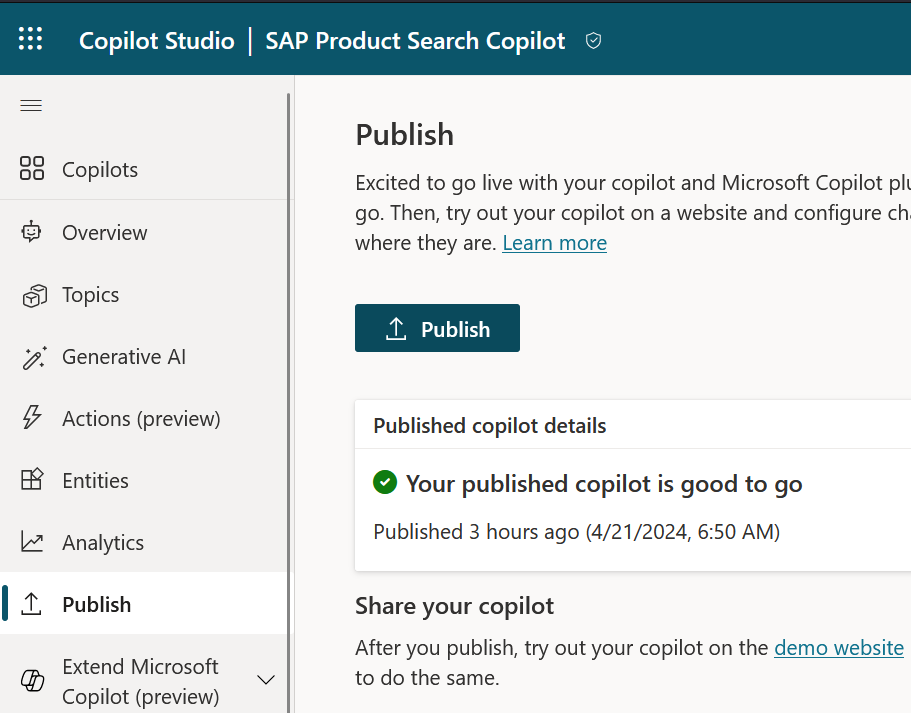 Copilot Studio | SAP Product Search Copilot
Copilots
Overview
Topics
Generative AI
Actions (preview)
Entities
Analytics
Publish
Extend Microsoft
Copilot (preview)
Publish
Excited to go live with your copilot and Microsoft Copilot
go. Then, try out your copilot on a website and configure
where they are. Learn more
Publish
Published copilot details
Your published copilot is good to go
Published 3 hours ago (4/21/2024, 6:50 AM)
Share your copilot
After you publish, try out your copilot on the demo website
to do the same.